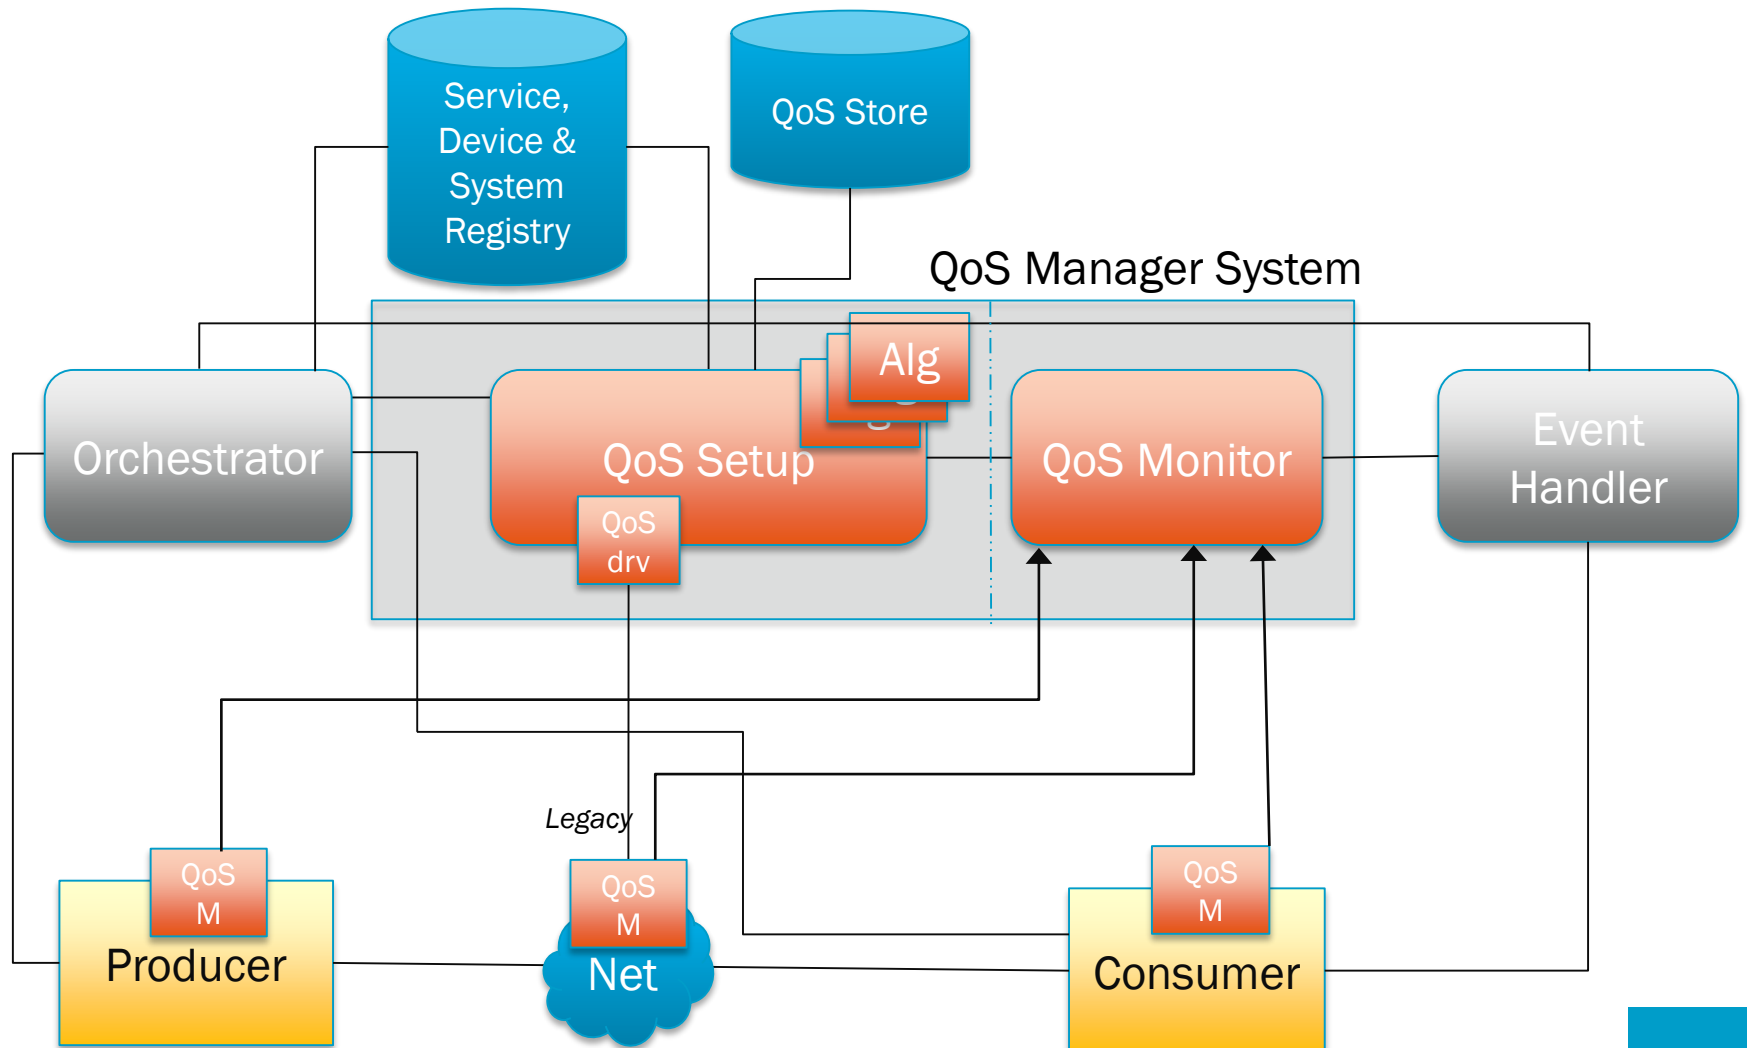 Service,
Device &
System
Registry
QoS Store
QoS Manager System
Alg
g
g
Orchestrator
QoS Setup
QoS Monitor
Event
Handler
QoS
drv
Legacy
QoS
M
QoS
M
QoS
M
Producer
Net
Consumer